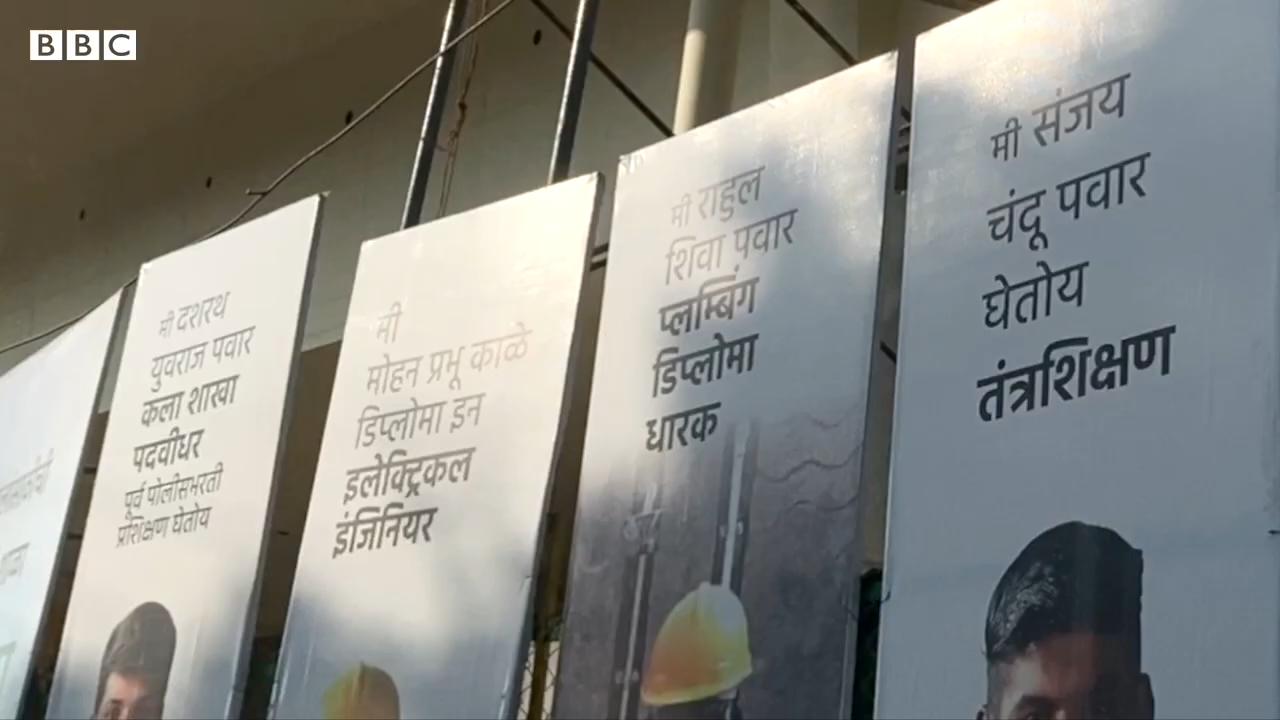 BBC
मी दशरथ
युवराज पवार
कला शाखा
पदवीधर
पूर्व पोलीसभरती
प्रशिक्षण घेतोय
मी
मोहन प्रभू काळे
डिप्लोमा इन
इलेक्ट्रिकल
इंजिनियर
मी राहुल
शिवा पवार
प्लम्बिंग
डिप्लोमा
धारक
मी संजय
चंदू पवार
घेतोय
तंत्रशिक्षण